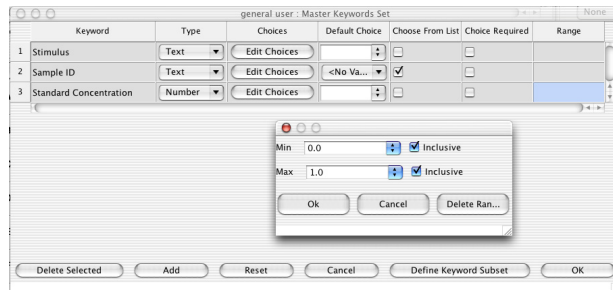 general user : Master Keywords Set
None
Keyword Type Choices Default Choice Choose From List Choice Required Range
1 Stimulus Text Edit Choices
2 Sample ID Text Edit Choices <No Va...
3 Standard Concentration Number Edit Choices
Min 0.0 Inclusive
Max 1.0 Inclusive
Ok Cancel Delete Ran...
Delete Selected Add Reset Cancel Define Keyword Subset OK